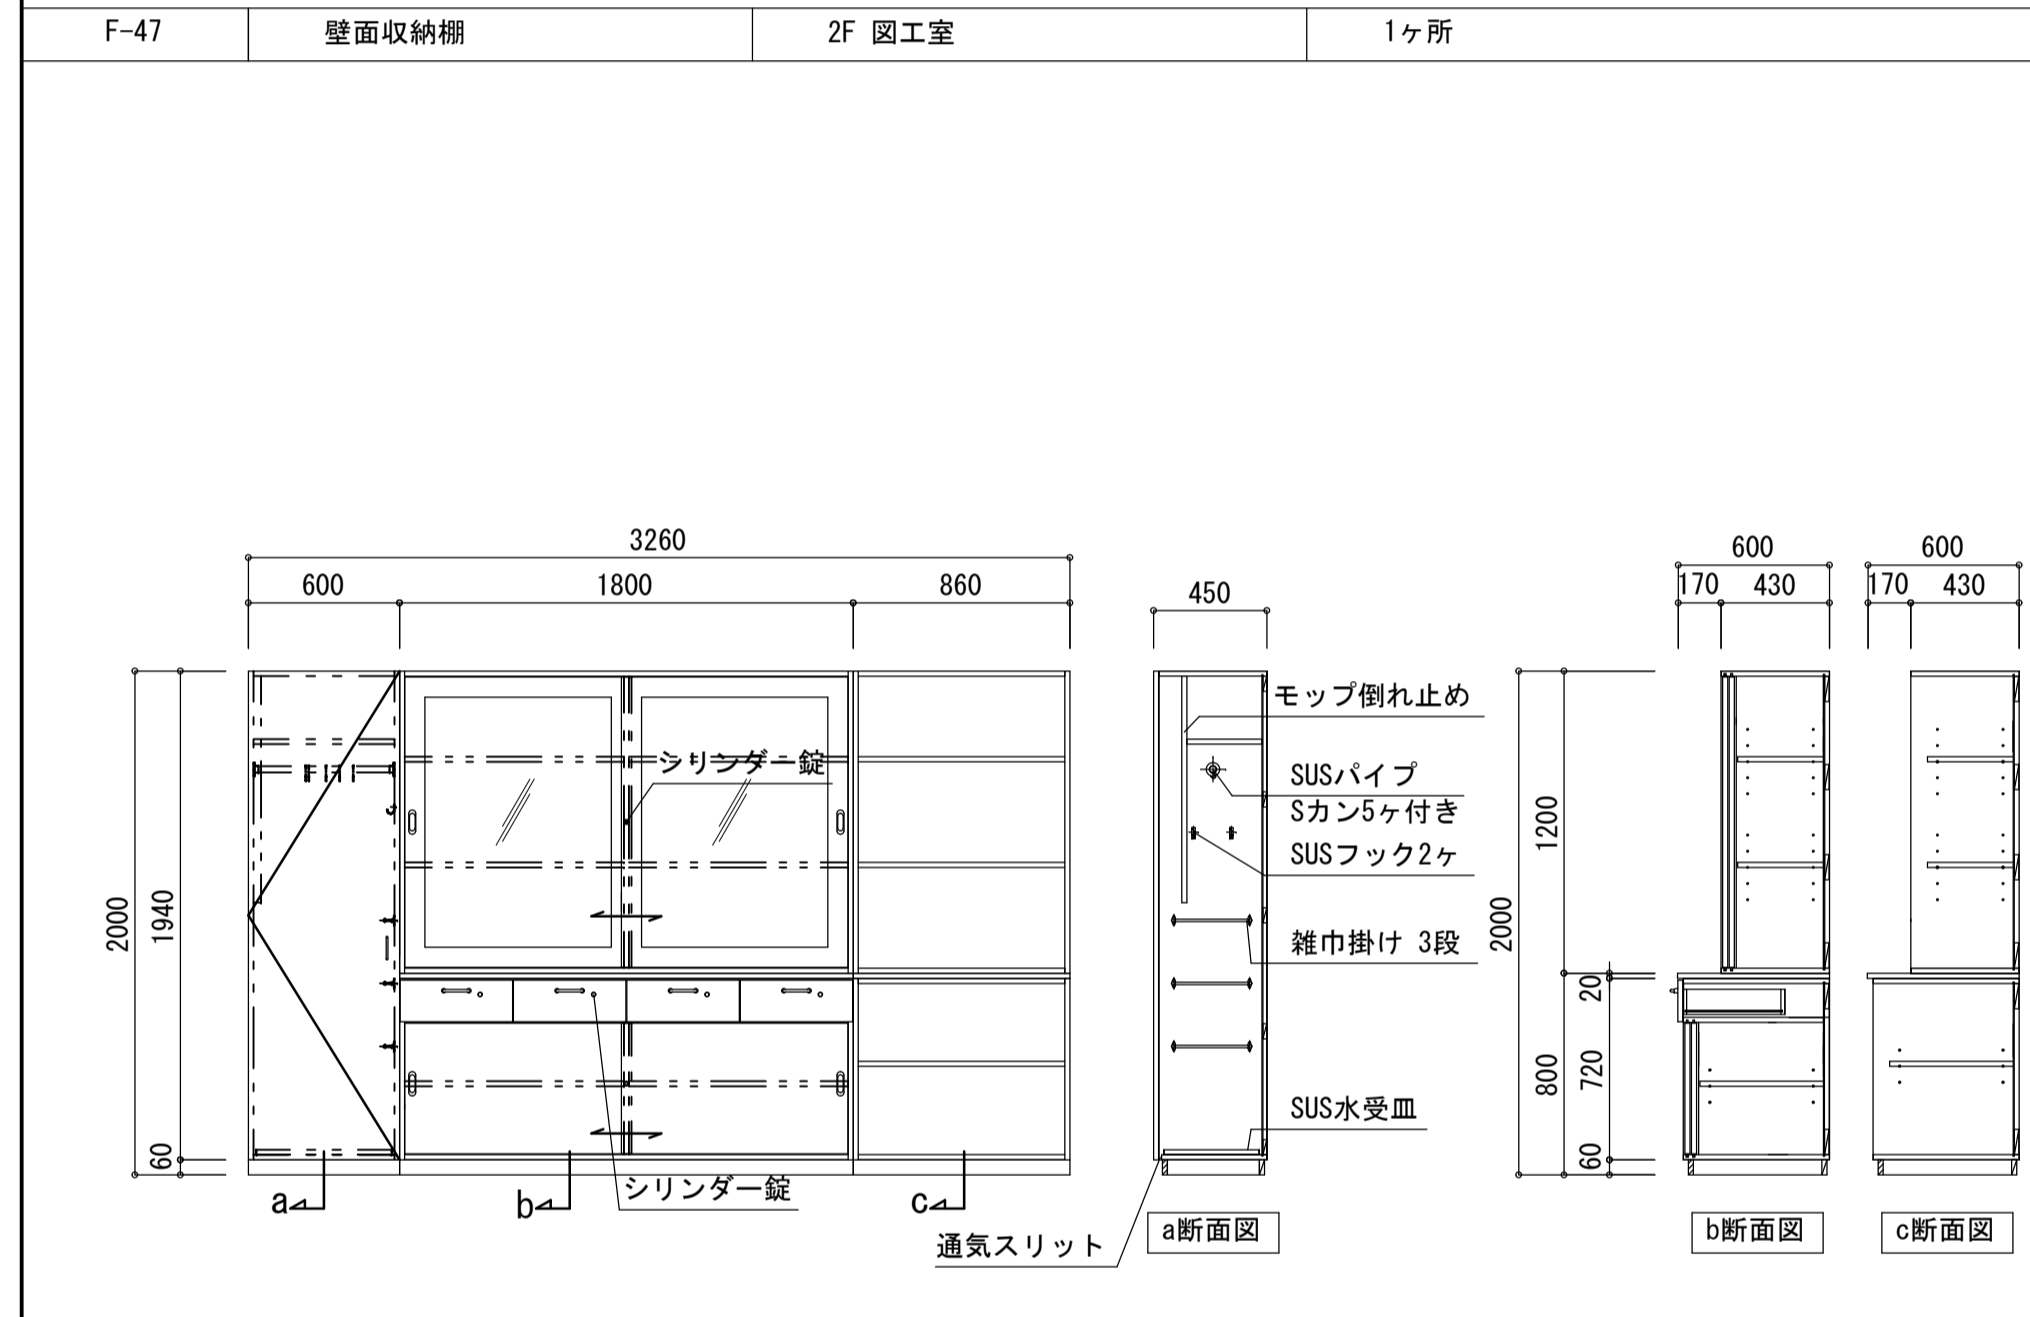 F-47 壁面収納棚 2F 図工室 1ヶ所
3260
600 1800 860
2000
1940
60
シリンダー錠
シリンダー錠
a
b
c
450
モップ倒れ止め
SUSパイプ
Sカン5ヶ付き
SUSフック2ヶ
雑巾掛け 3段
SUS水受皿
通気スリット
a断面図
600
170 430
2000
1200
800
20
720
60
b断面図
600
170 430
c断面図